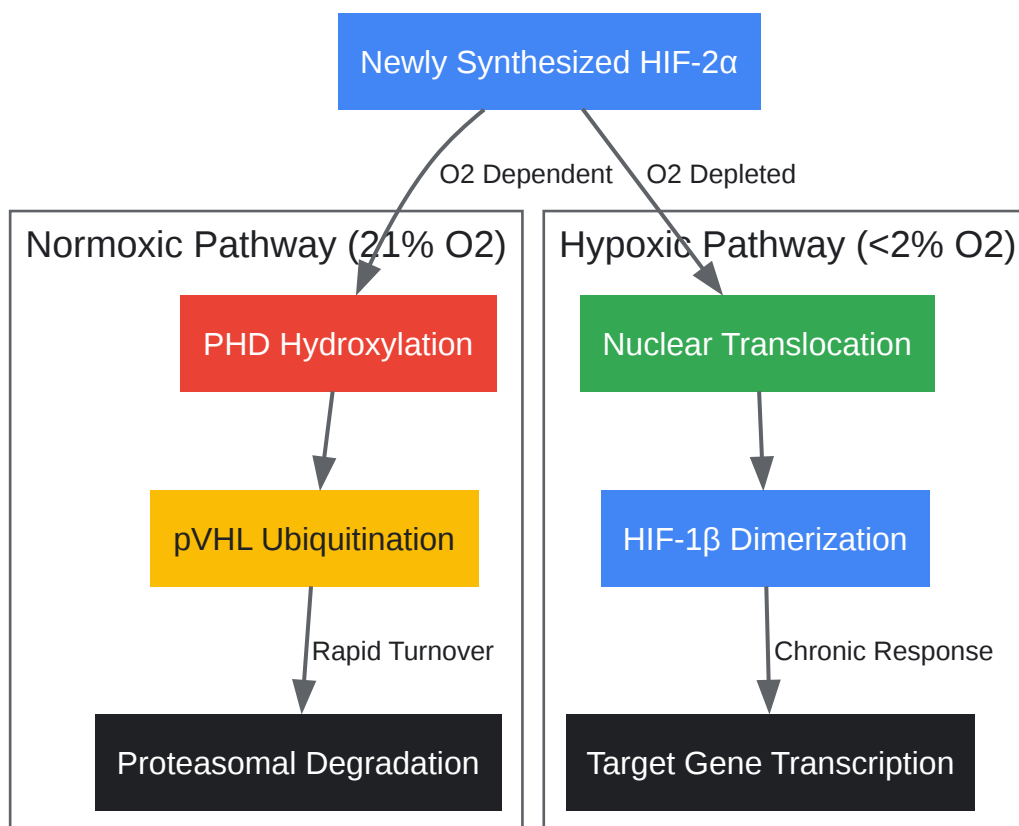 Newly Synthesized HIF-2α
O2 Dependent
O2 Depleted
Normoxic Pathway (21% O2)
Hypoxic Pathway (<2% O2)
PHD Hydroxylation
Nuclear Translocation
pVHL Ubiquitination
HIF-1β Dimerization
Rapid Turnover
Chronic Response
Proteasomal Degradation
Target Gene Transcription